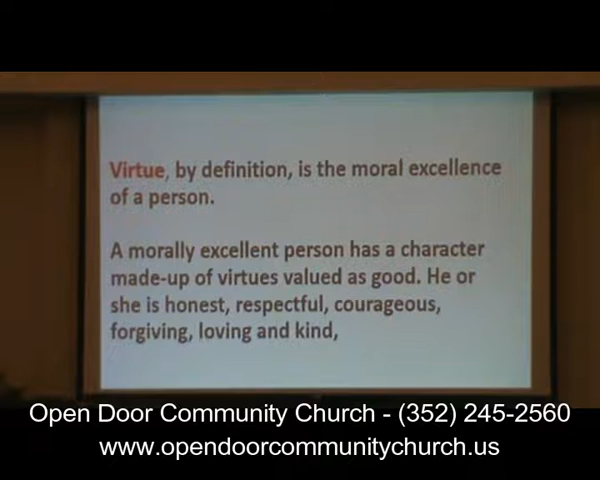 Virtue, by definition, is the moral excellence
of a person.
A morally excellent person has a character
made-up of virtues valued as good. He or
she is honest, respectful, courageous,
forgiving, loving and kind,
Open Door Community Church - (352) 245-2560
www.opendoorcommunitychurch.us